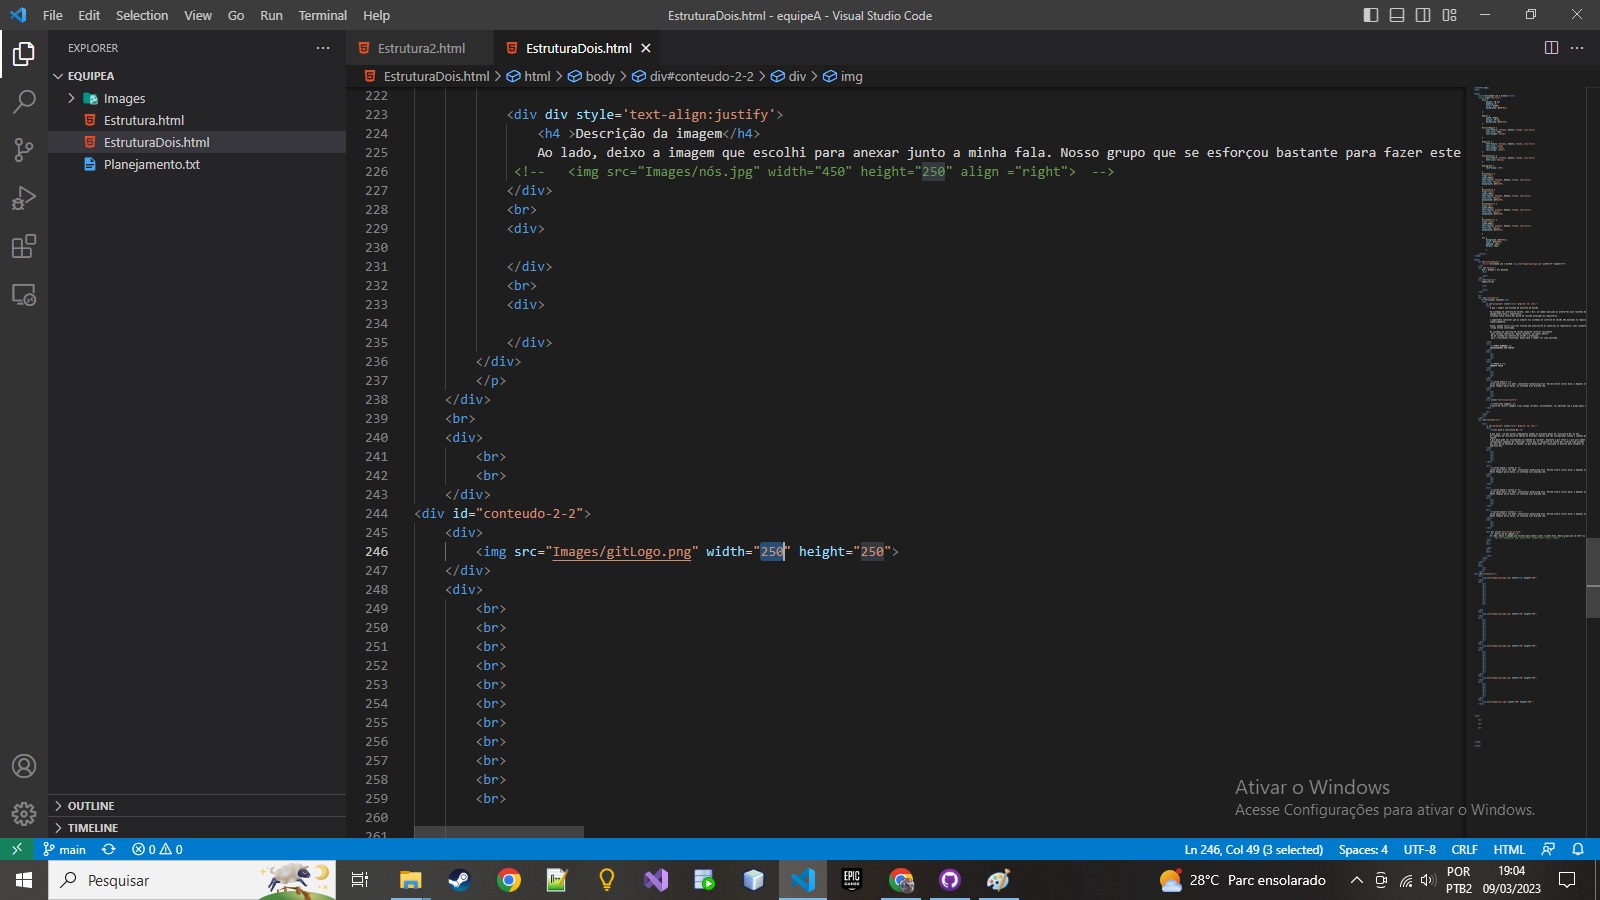 File Edit Selection View Go Run Terminal Help
EstruturaDois.html - equipeA - Visual Studio Code
EXPLORER
Estrutura2.html
EstruturaDois.html
EQUIPEA
EstruturaDois.html > html > body > div#conteudo-2-2 > div > img
Images
Estrutura.html
EstruturaDois.html
Planejamento.txt
222
223 <div div style='text-align:justify'>
224 <h4 >Descrição da imagem</h4>
225 Ao lado, deixo a imagem que escolhi para anexar junto a minha fala. Nosso grupo que se esforçou bastante para fazer este
226 <!-- <img src="Images/nós.jpg" width="450" height="250" align ="right"> -->
227 </div>
228 <br>
229 <div>
230
231 </div>
232 <br>
233 <div>
234
235 </div>
236 </div>
237 </p>
238 </div>
239 <br>
240 <div>
241 <br>
242 <br>
243 </div>
244 <div id="conteudo-2-2">
245 <div>
246 <img src="Images/gitLogo.png" width="250" height="250">
247 </div>
248 <div>
249 <br>
250 <br>
251 <br>
252 <br>
253 <br>
254 <br>
255 <br>
256 <br>
257 <br>
258 <br>
259 <br>
260
261
OUTLINE
TIMELINE
Ativar o Windows
Acesse Configurações para ativar o Windows.
main 0 0
Ln 246, Col 49 (3 selected) Spaces: 4 UTF-8 CRLF HTML
Pesquisar
EPIC GAMES
28°C Parc ensolarado
POR
PTB2
19:04
09/03/2023